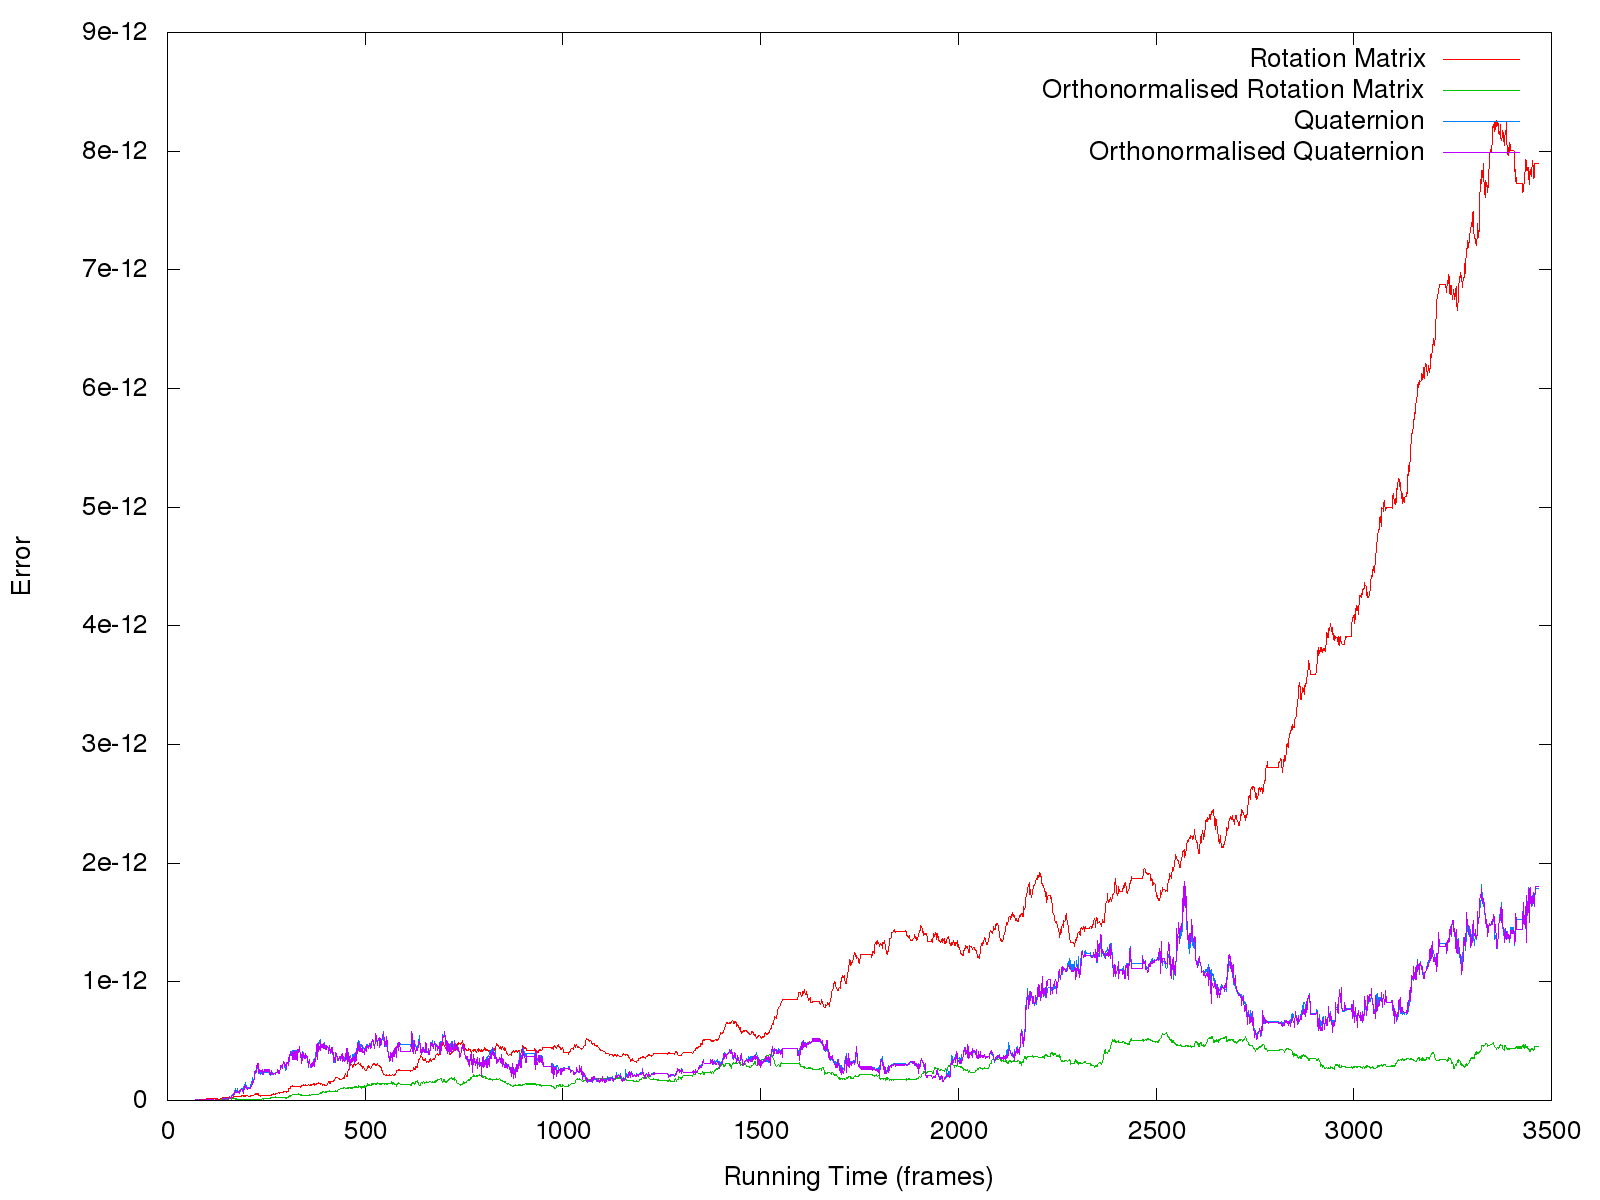 9e-12
8e-12
7e-12
6e-12
5e-12
4e-12
3e-12
2e-12
1e-12
0
Error
Rotation Matrix
Orthonormalised Rotation Matrix
Quaternion
Orthonormalised Quaternion
0 500 1000 1500 2000 2500 3000 3500
Running Time (frames)